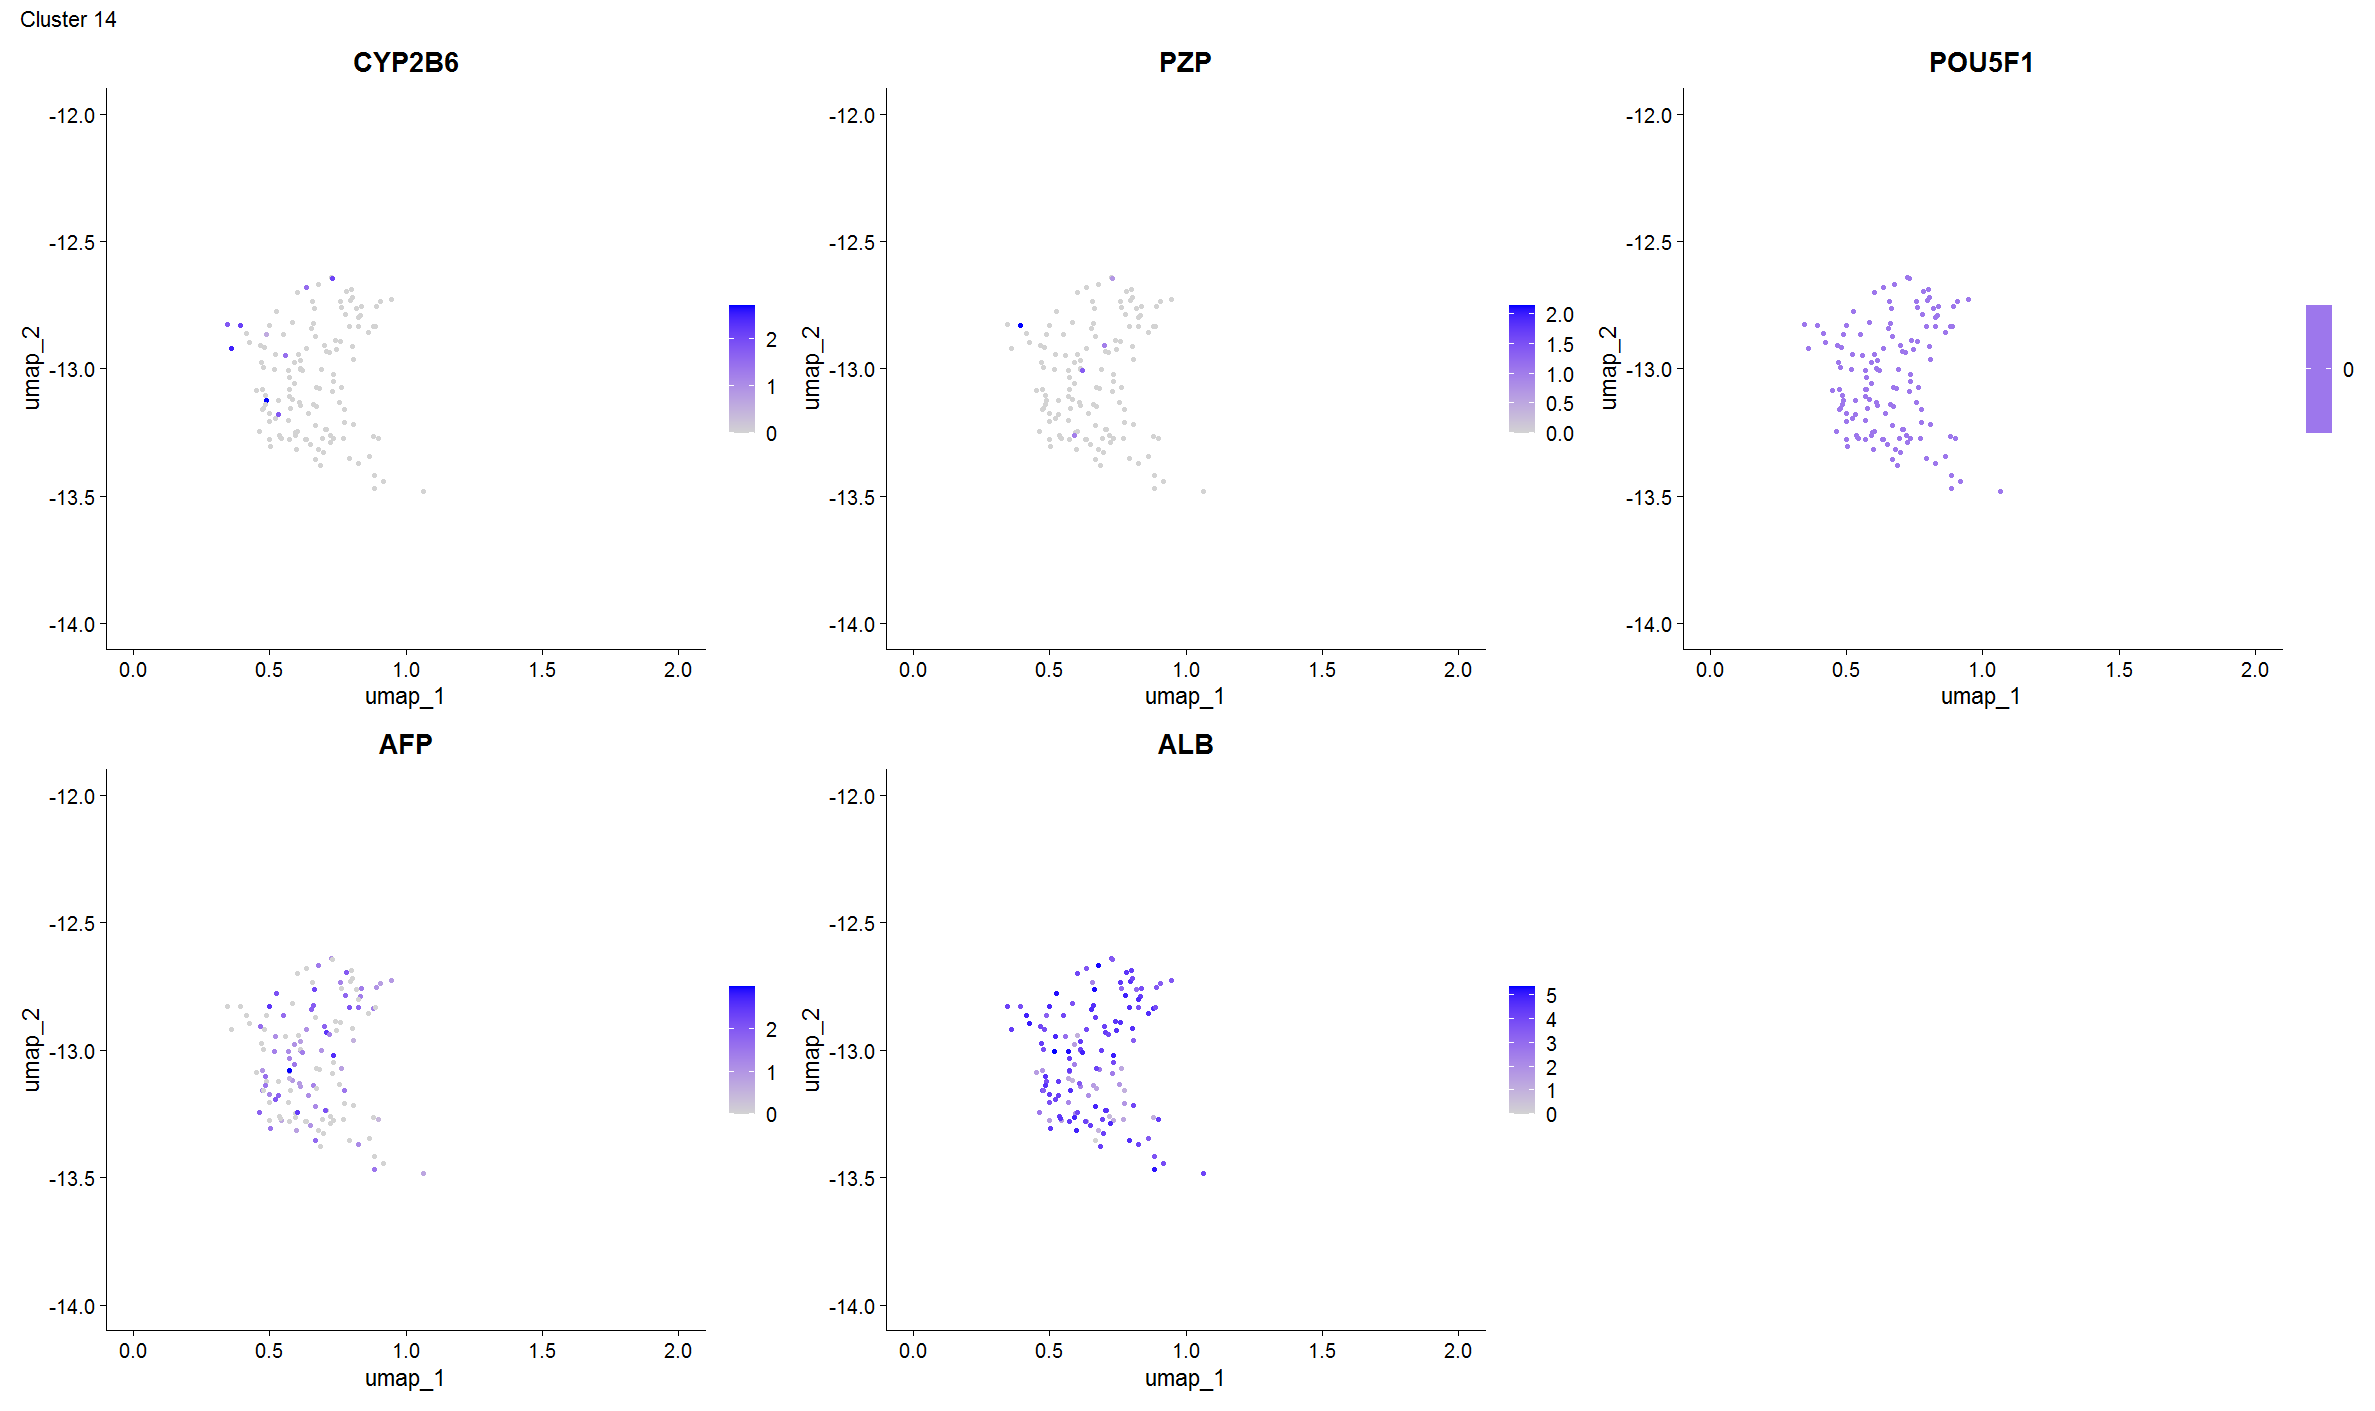 Cluster 14
CYP2B6 PZP POU5F1
-12.0 -12.0 -12.0
-12.5 -12.5 -12.5
-13.0 -13.0 -13.0
-13.5 -13.5 -13.5
-14.0 -14.0 -14.0
umap_2 umap_2 umap_2
2 2.0 0
1 1.5
0 1.0
0.5
0.0
0.0 0.5 1.0 1.5 2.0 0.0 0.5 1.0 1.5 2.0 0.0 0.5 1.0 1.5 2.0
umap_1 umap_1 umap_1
AFP ALB
-12.0 -12.0
-12.5 -12.5
-13.0 -13.0
-13.5 -13.5
-14.0 -14.0
umap_2 umap_2
2 5
1 4
0 3
2
1
0
0.0 0.5 1.0 1.5 2.0 0.0 0.5 1.0 1.5 2.0
umap_1 umap_1